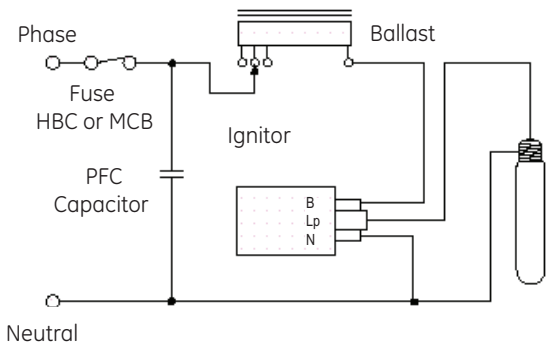 Phase
Ballast
Fuse
HBC or MCB
Ignitor
PFC
Capacitor
B
Lp
N
Neutral